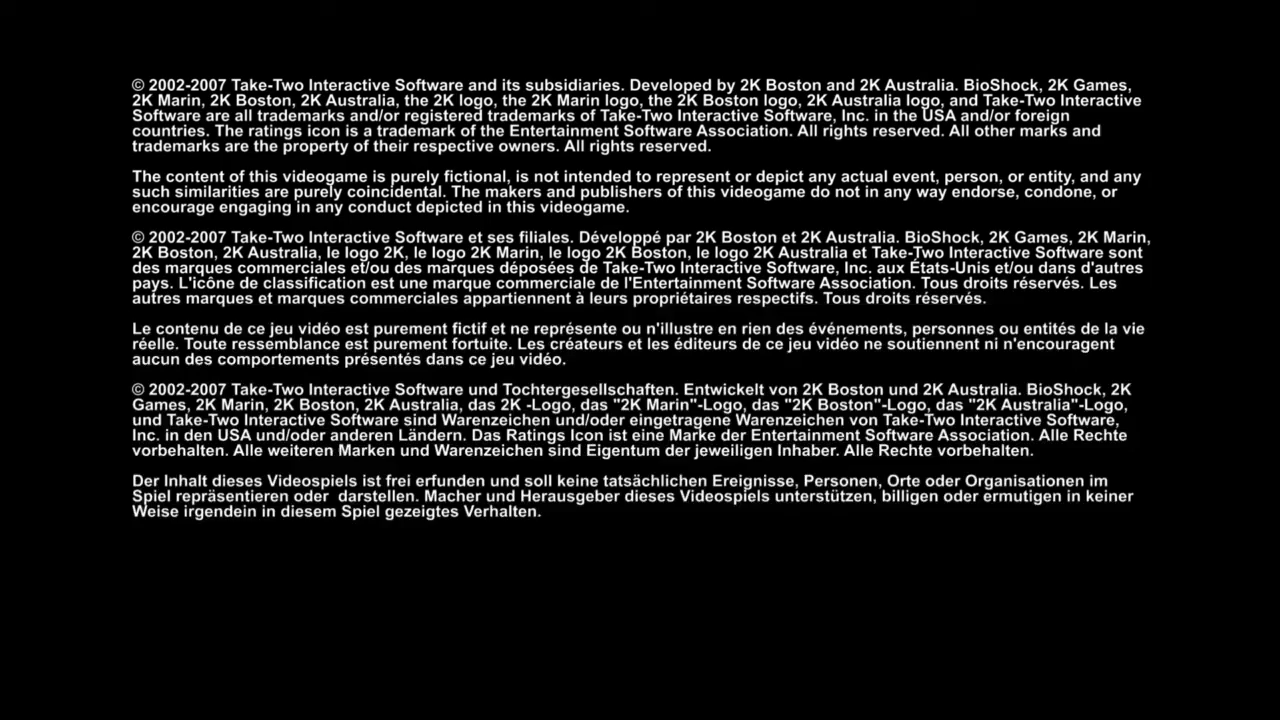 © 2002-2007 Take-Two Interactive Software and its subsidiaries. Developed by 2K Boston and 2K Australia. BioShock, 2K Games,
2K Marin, 2K Boston, 2K Australia, the 2K logo, the 2K Marin logo, the 2K Boston logo, 2K Australia logo, and Take-Two Interactive
Software are all trademarks and/or registered trademarks of Take-Two Interactive Software, Inc. in the USA and/or foreign
countries. The ratings icon is a trademark of the Entertainment Software Association. All rights reserved. All other marks and
trademarks are the property of their respective owners. All rights reserved.
The content of this videogame is purely fictional, is not intended to represent or depict any actual event, person, or entity, and any
such similarities are purely coincidental. The makers and publishers of this videogame do not in any way endorse, condone, or
encourage engaging in any conduct depicted in this videogame.
© 2002-2007 Take-Two Interactive Software et ses filiales. Développé par 2K Boston et 2K Australia. BioShock, 2K Games, 2K Marin,
2K Boston, 2K Australia, le logo 2K, le logo 2K Marin, le logo 2K Boston, le logo 2K Australia et Take-Two Interactive Software sont
des marques commerciales et/ou des marques déposées de Take-Two Interactive Software, Inc. aux États-Unis et/ou dans d'autres
pays. L'icône de classification est une marque commerciale de l'Entertainment Software Association. Tous droits réservés. Les
autres marques et marques commerciales appartiennent à leurs propriétaires respectifs. Tous droits réservés.
Le contenu de ce jeu vidéo est purement fictif et ne représente ou n'illustre en rien des événements, personnes ou entités de la vie
réelle. Toute ressemblance est purement fortuite. Les créateurs et les éditeurs de ce jeu vidéo ne soutiennent ni n'encouragent
aucun des comportements présentés dans ce jeu vidéo.
© 2002-2007 Take-Two Interactive Software und Tochtergesellschaften. Entwickelt von 2K Boston und 2K Australia. BioShock, 2K
Games, 2K Marin, 2K Boston, 2K Australia, das 2K -Logo, das "2K Marin"-Logo, das "2K Boston"-Logo, das "2K Australia"-Logo,
und Take-Two Interactive Software sind Warenzeichen und/oder eingetragene Warenzeichen von Take-Two Interactive Software,
Inc. in den USA und/oder anderen Ländern. Das Ratings Icon ist eine Marke der Entertainment Software Association. Alle Rechte
vorbehalten. Alle weiteren Marken und Warenzeichen sind Eigentum der jeweiligen Inhaber. Alle Rechte vorbehalten.
Der Inhalt dieses Videospiels ist frei erfunden und soll keine tatsächlichen Ereignisse, Personen, Orte oder Organisationen im
Spiel repräsentieren oder  darstellen. Macher und Herausgeber dieses Videospiels unterstützen, billigen oder ermutigen in keiner
Weise irgendein in diesem Spiel gezeigtes Verhalten.